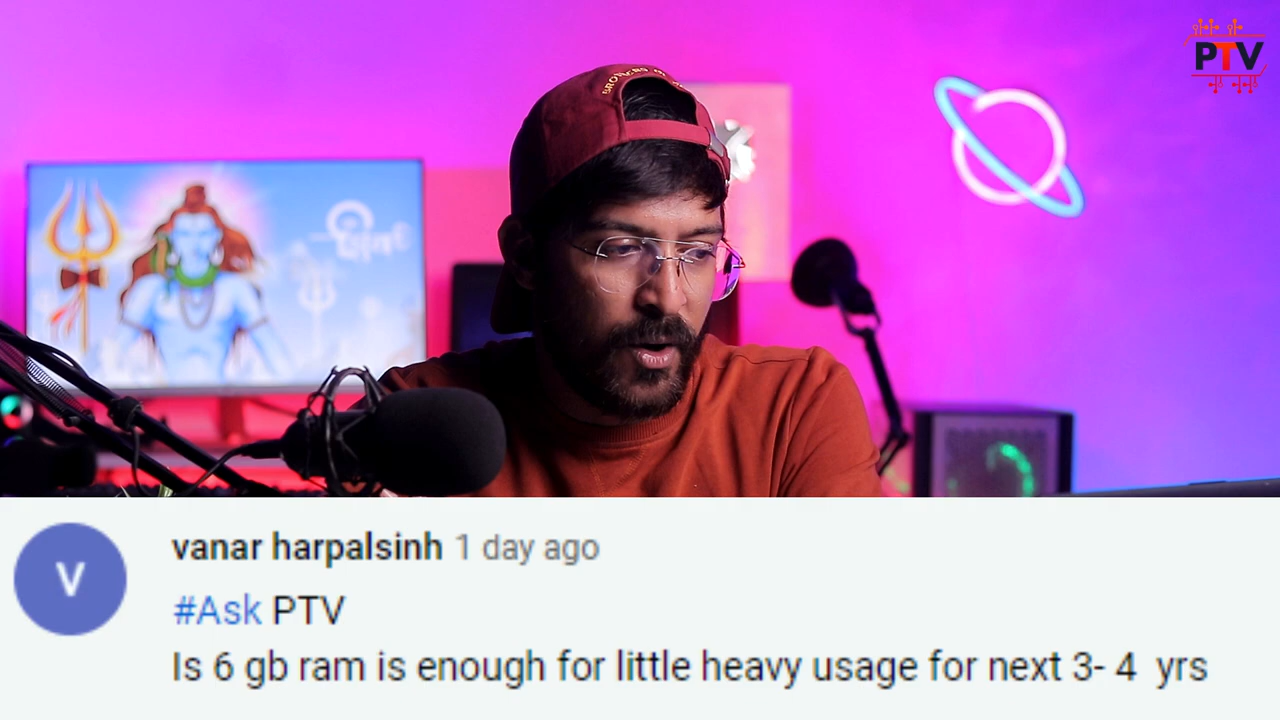 PTV
V
vanar harpalsinh 1 day ago
#Ask PTV
Is 6 gb ram is enough for little heavy usage for next 3- 4 yrs